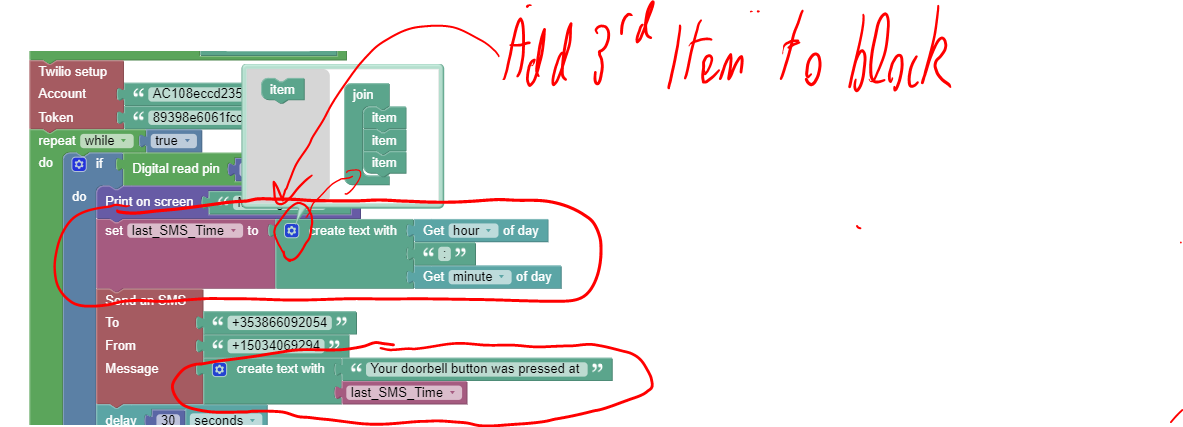 Add 3rd Item to block
Twilio setup
Account “ AC108eccd235
Token “ 89398e6061fcc
item
join
item
item
item
repeat while true
do if Digital read pin
do Print on screen “
set last_SMS_Time to create text with Get hour of day
“ : ”
Get minute of day
Send an SMS
To “ +353866092054 ”
From “ +15034069294 ”
Message create text with “ Your doorbell button was pressed at ”
last_SMS_Time
delay 30 seconds